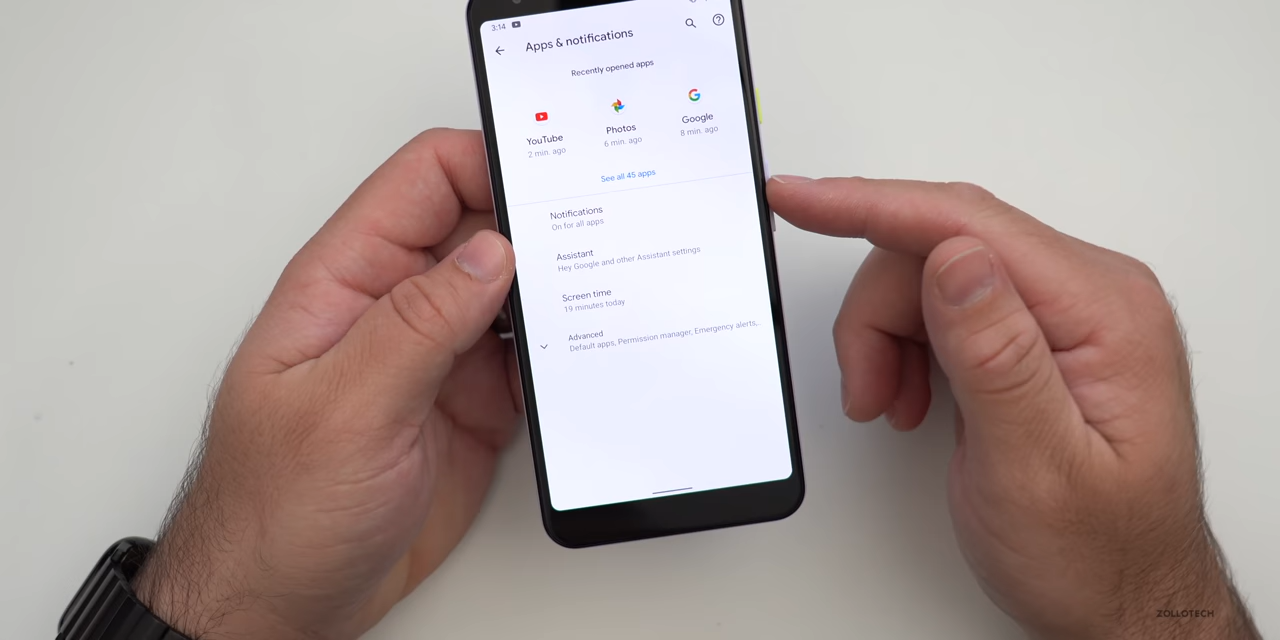 3:14
Apps & notifications
Recently opened apps
YouTube
2 min. ago
Photos
6 min. ago
Google
8 min. ago
See all 45 apps
Notifications
On for all apps
Assistant
Hey Google and other Assistant settings
Screen time
19 minutes today
Advanced
Default apps, Permission manager, Emergency alerts,..
ZOLLOTECH